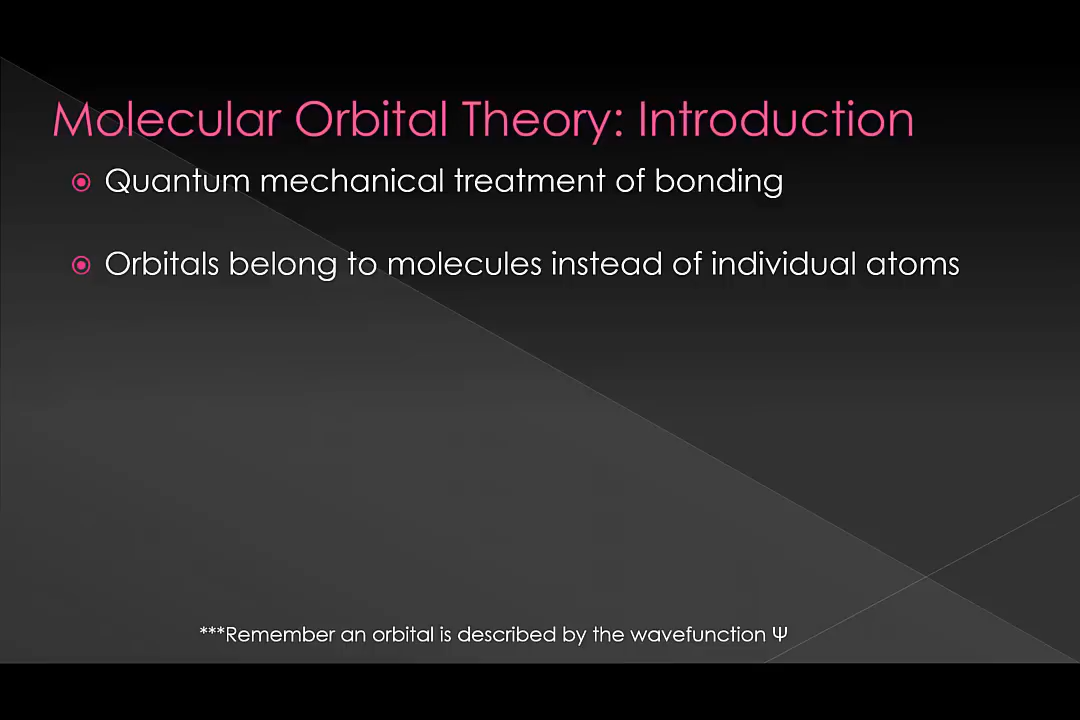 Molecular Orbital Theory: Introduction
Quantum mechanical treatment of bonding
Orbitals belong to molecules instead of individual atoms
***Remember an orbital is described by the wavefunction Ψ